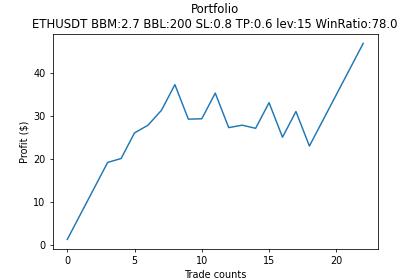 Portfolio
ETHUSDT BBM:2.7 BBL:200 SL:0.8 TP:0.6 lev:15 WinRatio:78.0
Profit ($)
40
30
20
10
0
0 5 10 15 20
Trade counts